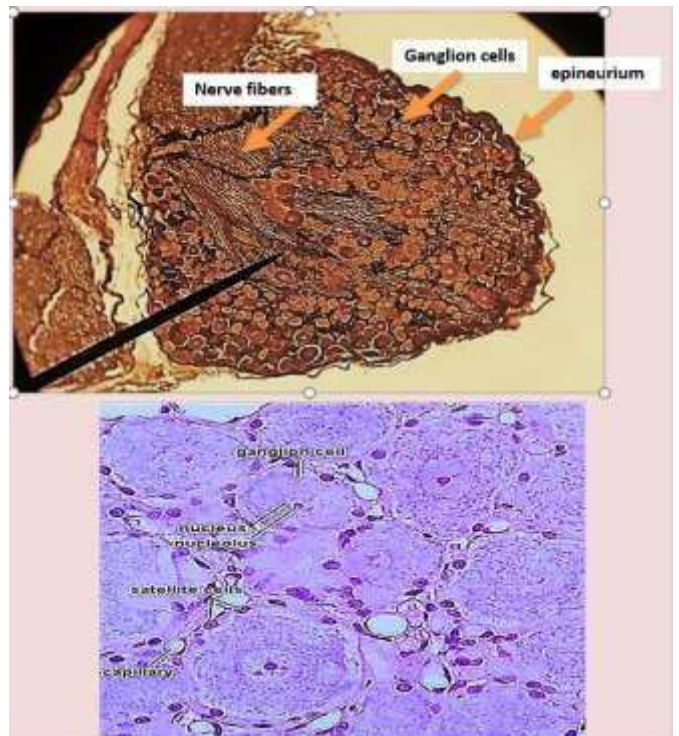 Ganglion cells
epineurium
Nerve fibers
ganglion cell
nucleus
nucleolus
satellite cells
capillary